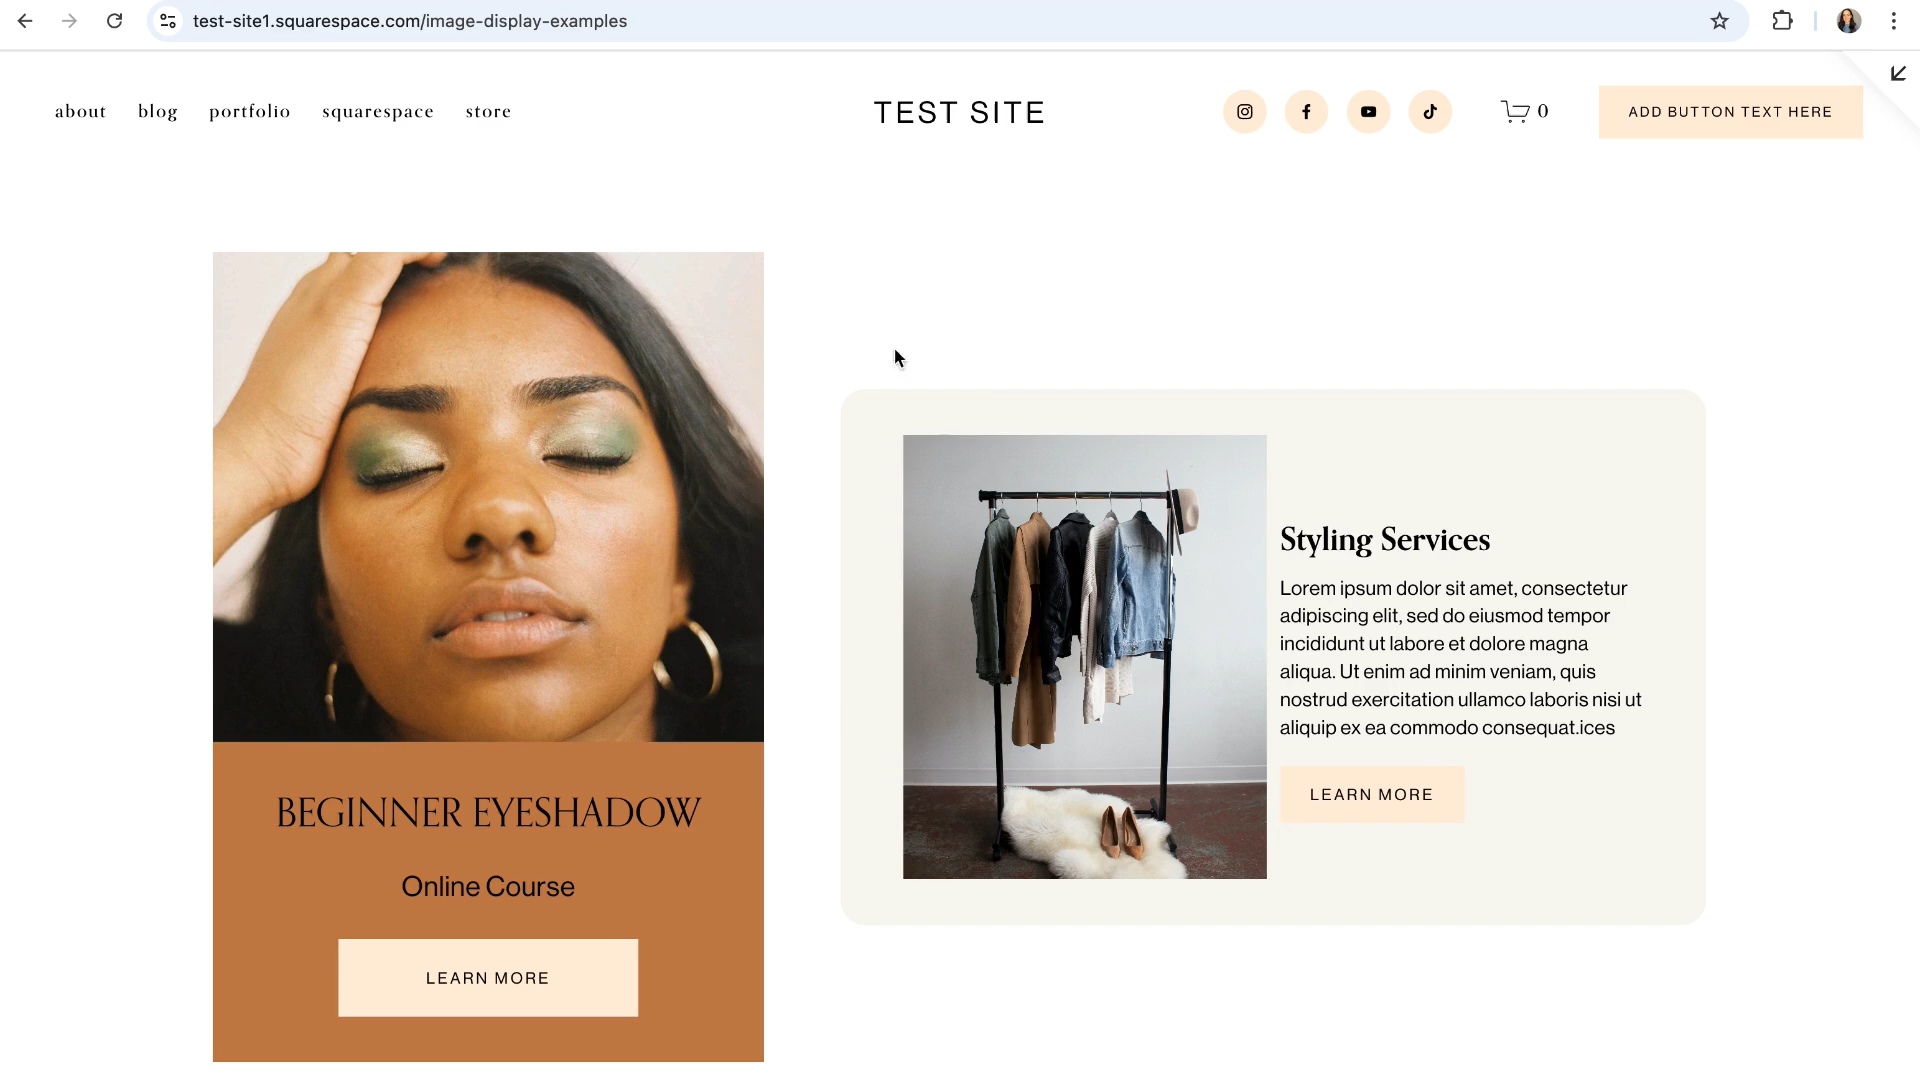 test-site1.squarespace.com/image-display-examples
about blog portfolio squarespace store
TEST SITE
0
ADD BUTTON TEXT HERE
BEGINNER EYESHADOW
Online Course
LEARN MORE
Styling Services
Lorem ipsum dolor sit amet, consectetur
adipiscing elit, sed do eiusmod tempor
incididunt ut labore et dolore magna
aliqua. Ut enim ad minim veniam, quis
nostrud exercitation ullamco laboris nisi ut
aliquip ex ea commodo consequat.ices
LEARN MORE